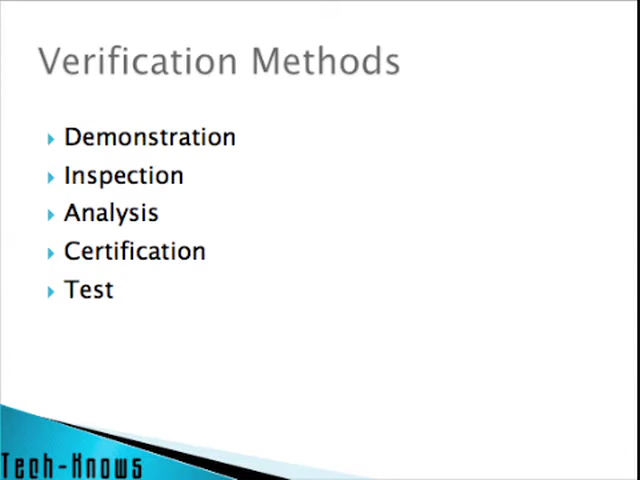 Verification Methods
Demonstration
Inspection
Analysis
Certification
Test
Tech-Knows